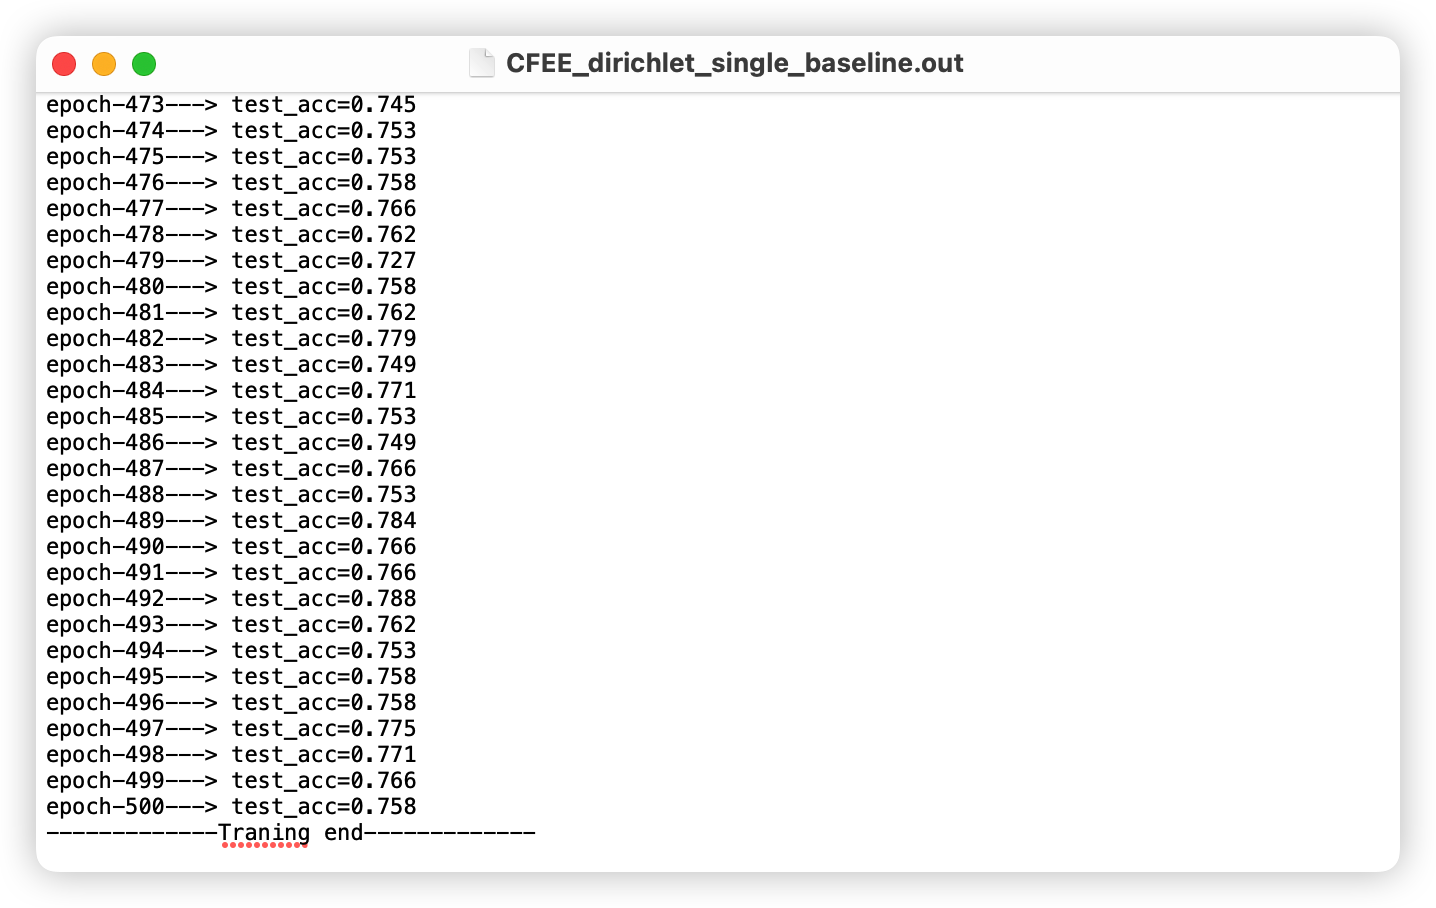 CFEE_dirichlet_single_baseline.out
epoch-473---> test_acc=0.745
epoch-474---> test_acc=0.753
epoch-475---> test_acc=0.753
epoch-476---> test_acc=0.758
epoch-477---> test_acc=0.766
epoch-478---> test_acc=0.762
epoch-479---> test_acc=0.727
epoch-480---> test_acc=0.758
epoch-481---> test_acc=0.762
epoch-482---> test_acc=0.779
epoch-483---> test_acc=0.749
epoch-484---> test_acc=0.771
epoch-485---> test_acc=0.753
epoch-486---> test_acc=0.749
epoch-487---> test_acc=0.766
epoch-488---> test_acc=0.753
epoch-489---> test_acc=0.784
epoch-490---> test_acc=0.766
epoch-491---> test_acc=0.766
epoch-492---> test_acc=0.788
epoch-493---> test_acc=0.762
epoch-494---> test_acc=0.753
epoch-495---> test_acc=0.758
epoch-496---> test_acc=0.758
epoch-497---> test_acc=0.775
epoch-498---> test_acc=0.771
epoch-499---> test_acc=0.766
epoch-500---> test_acc=0.758
-------------Traning end-------------